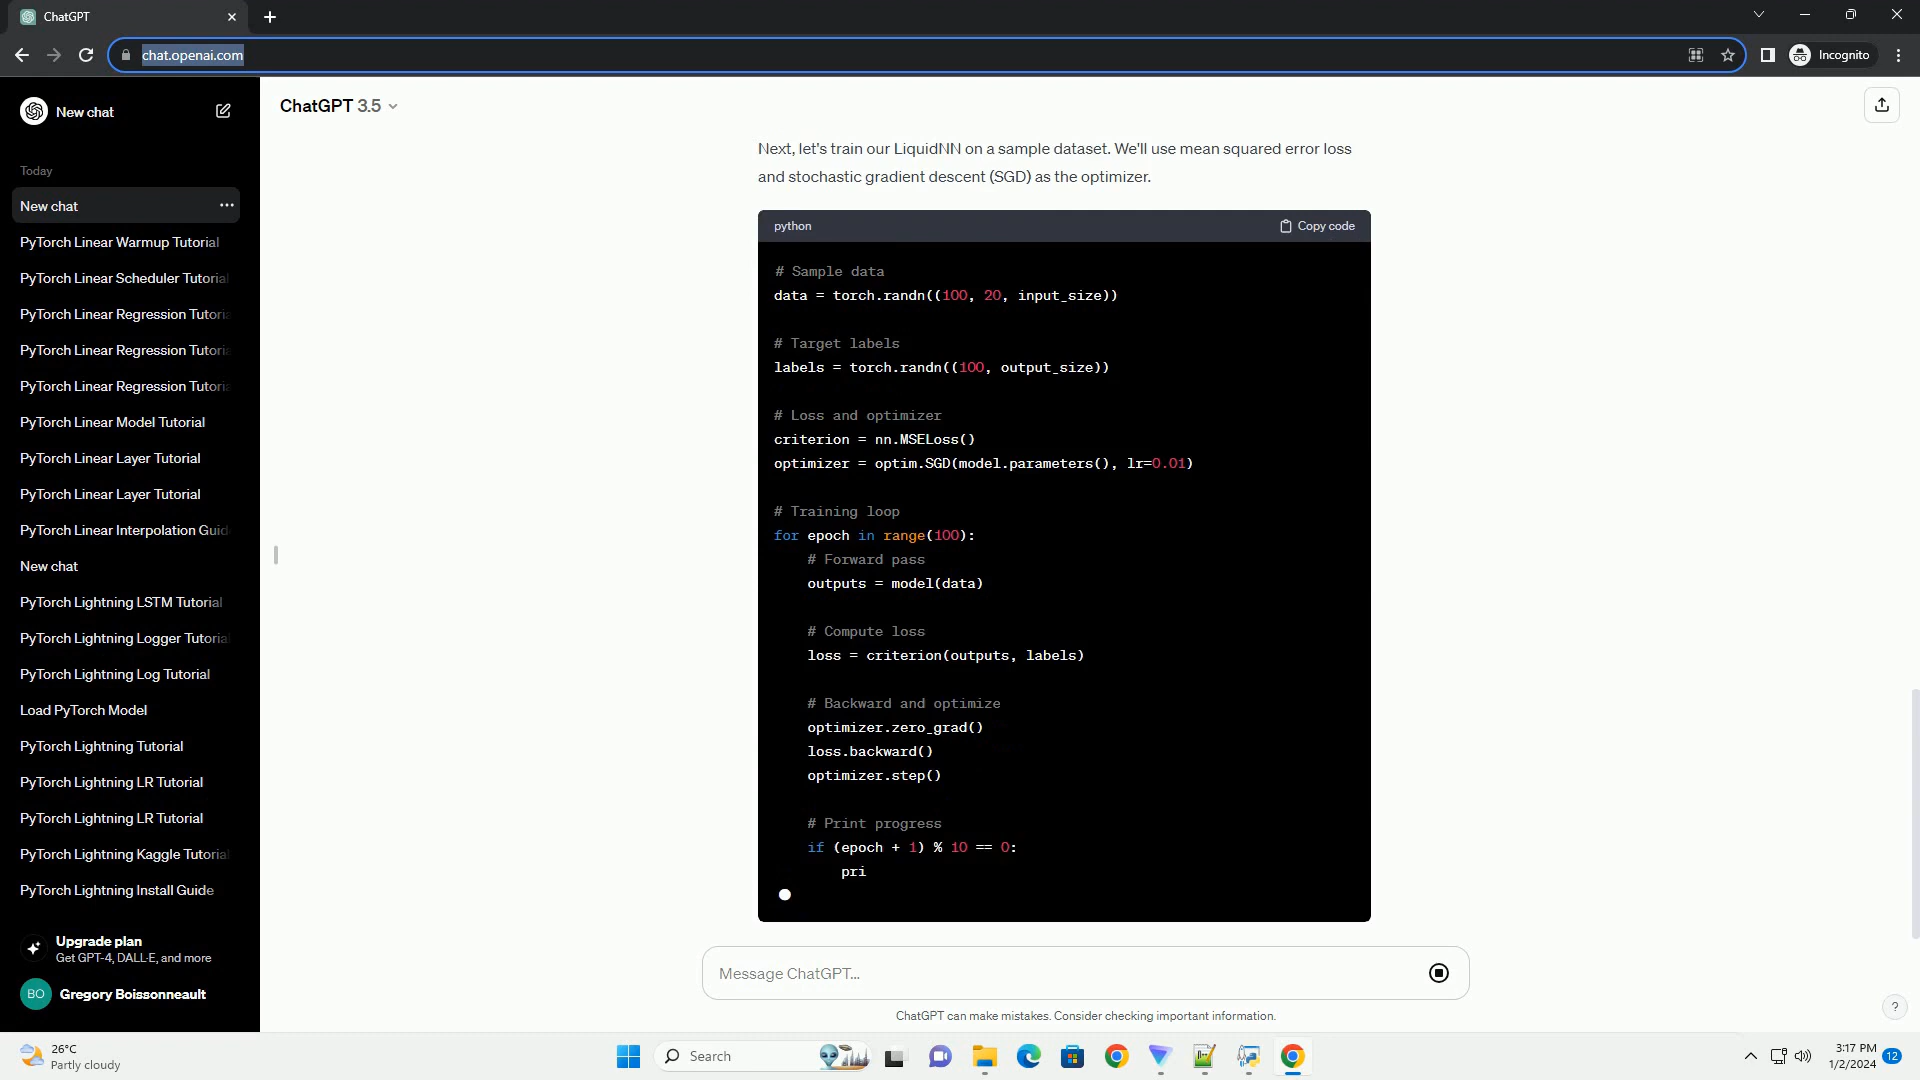 ChatGPT
chat.openai.com
Incognito
New chat
Today
New chat
PyTorch Linear Warmup Tutorial
PyTorch Linear Scheduler Tutorial
PyTorch Linear Regression Tutoria
PyTorch Linear Regression Tutoria
PyTorch Linear Regression Tutoria
PyTorch Linear Model Tutorial
PyTorch Linear Layer Tutorial
PyTorch Linear Layer Tutorial
PyTorch Linear Interpolation Guid
New chat
PyTorch Lightning LSTM Tutorial
PyTorch Lightning Logger Tutoria
PyTorch Lightning Log Tutorial
Load PyTorch Model
PyTorch Lightning Tutorial
PyTorch Lightning LR Tutorial
PyTorch Lightning LR Tutorial
PyTorch Lightning Kaggle Tutoria
PyTorch Lightning Install Guide
Upgrade plan
Get GPT-4, DALL·E, and more
BO Gregory Boissonneault
ChatGPT 3.5
Next, let's train our LiquidNN on a sample dataset. We'll use mean squared error loss
and stochastic gradient descent (SGD) as the optimizer.
python Copy code
# Sample data
data = torch.randn((100, 20, input_size))
# Target labels
labels = torch.randn((100, output_size))
# Loss and optimizer
criterion = nn.MSELoss()
optimizer = optim.SGD(model.parameters(), lr=0.01)
# Training loop
for epoch in range(100):
# Forward pass
outputs = model(data)
# Compute loss
loss = criterion(outputs, labels)
# Backward and optimize
optimizer.zero_grad()
loss.backward()
optimizer.step()
# Print progress
if (epoch + 1) % 10 == 0:
pri
Message ChatGPT...
ChatGPT can make mistakes. Consider checking important information.
?
26°C
Partly cloudy
Search
3:17 PM
1/2/2024
12